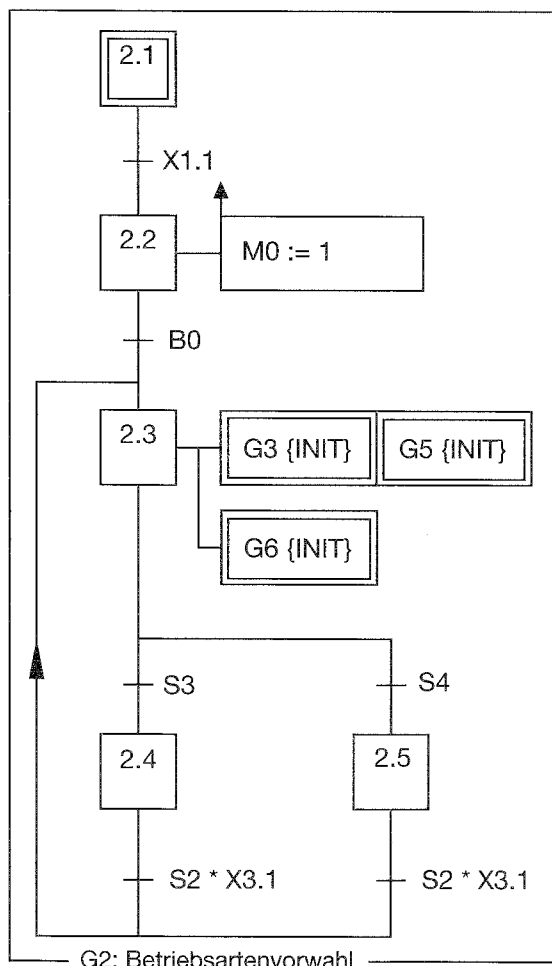 2.1
X1.1
2.2
M0 := 1
B0
2.3
G3 {INIT}
G5 {INIT}
G6 {INIT}
S3
S4
2.4
2.5
S2 * X3.1
S2 * X3.1
G2: Betriebsartenvorwahl